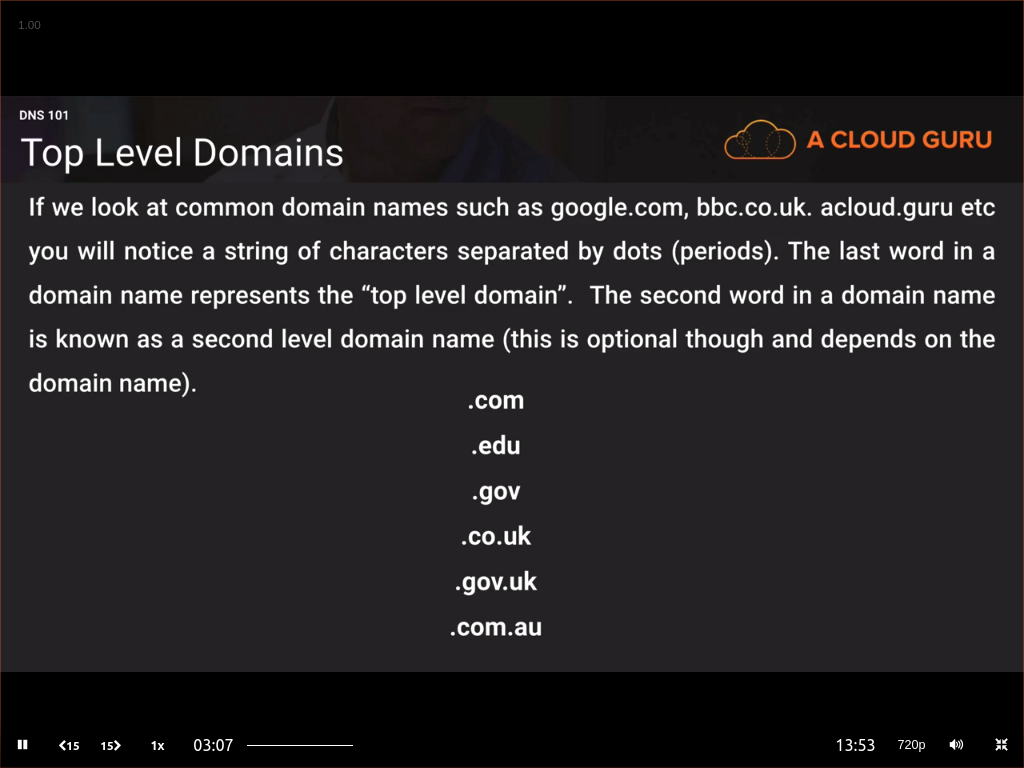 1.00
DNS 101
Top Level Domains
A CLOUD GURU
If we look at common domain names such as google.com, bbc.co.uk. acloud.guru etc
you will notice a string of characters separated by dots (periods). The last word in a
domain name represents the “top level domain”.  The second word in a domain name
is known as a second level domain name (this is optional though and depends on the
domain name).
.com
.edu
.gov
.co.uk
.gov.uk
.com.au
15 15 1x 03:07 13:53 720p